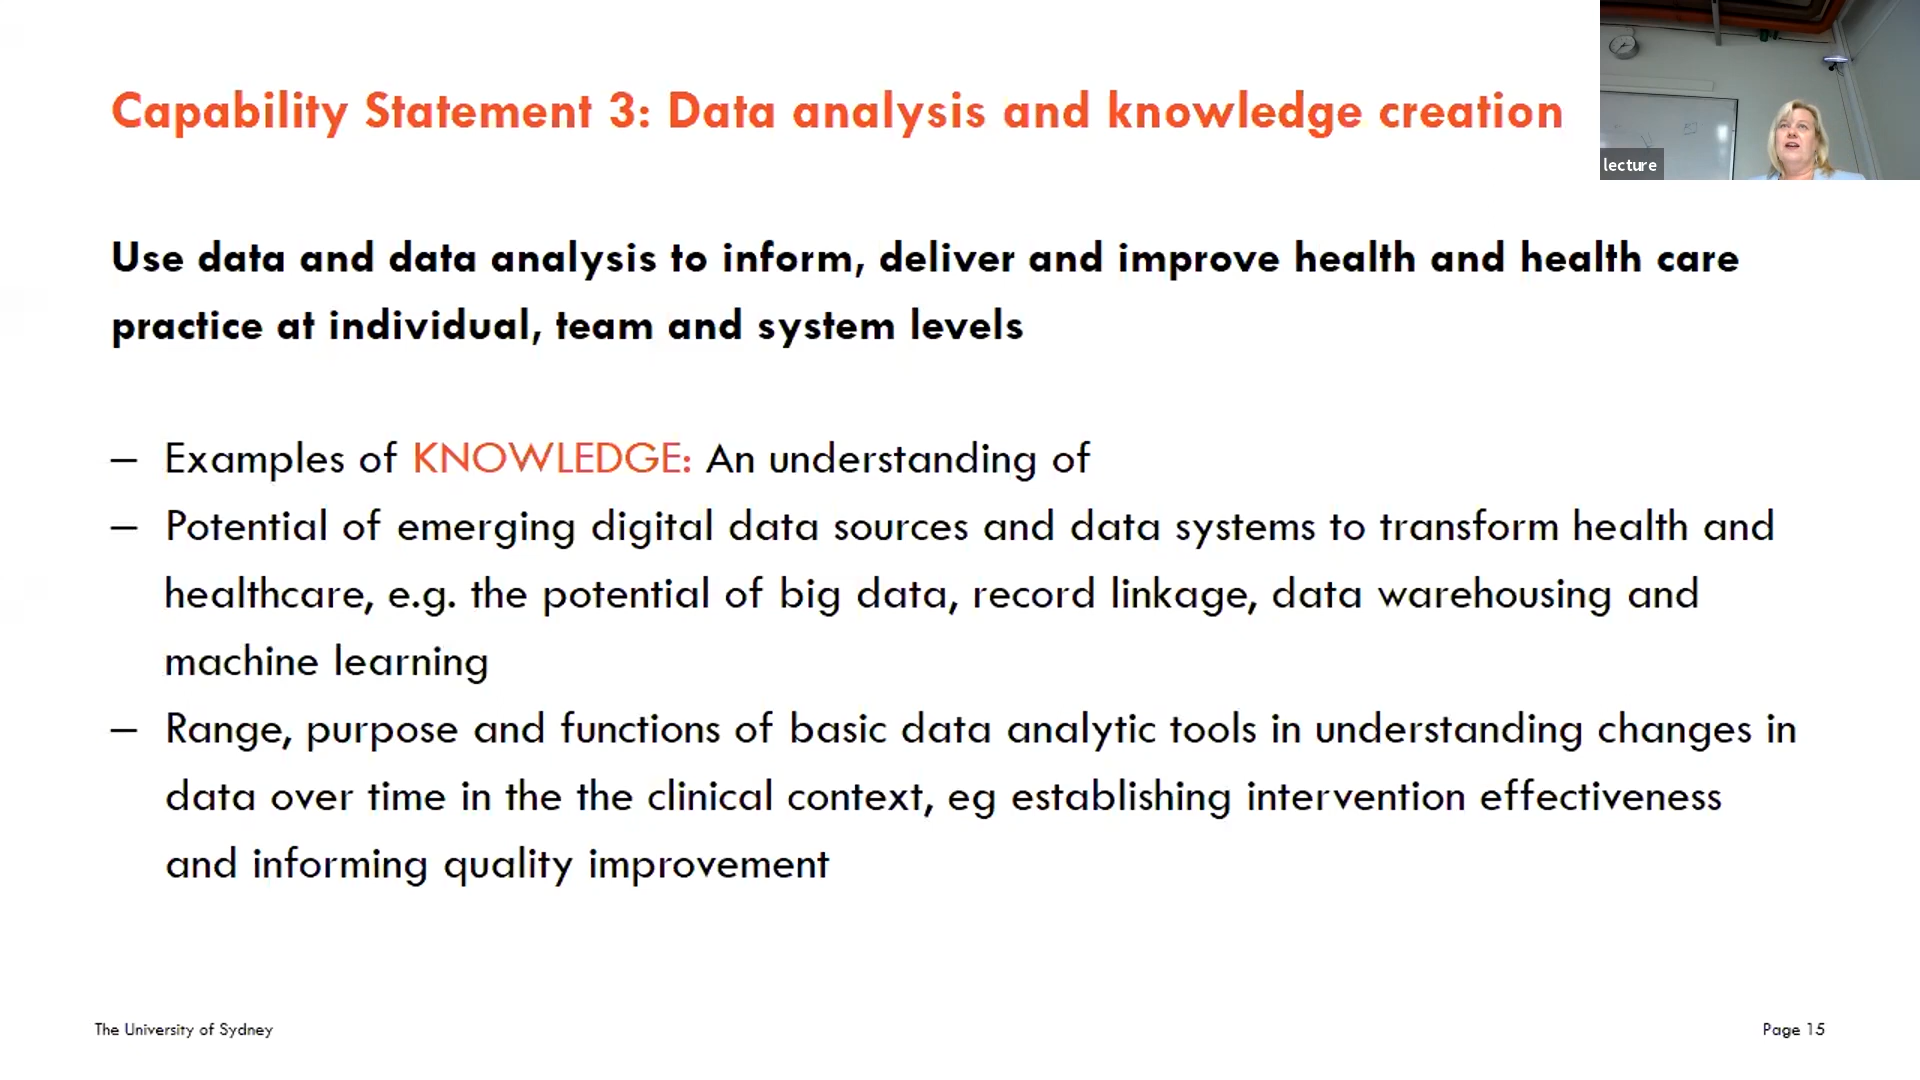 Capability Statement 3: Data analysis and knowledge creation
lecture
Use data and data analysis to inform, deliver and improve health and health care
practice at individual, team and system levels
– Examples of KNOWLEDGE: An understanding of
– Potential of emerging digital data sources and data systems to transform health and
healthcare, e.g. the potential of big data, record linkage, data warehousing and
machine learning
– Range, purpose and functions of basic data analytic tools in understanding changes in
data over time in the the clinical context, eg establishing intervention effectiveness
and informing quality improvement
The University of Sydney
Page 15